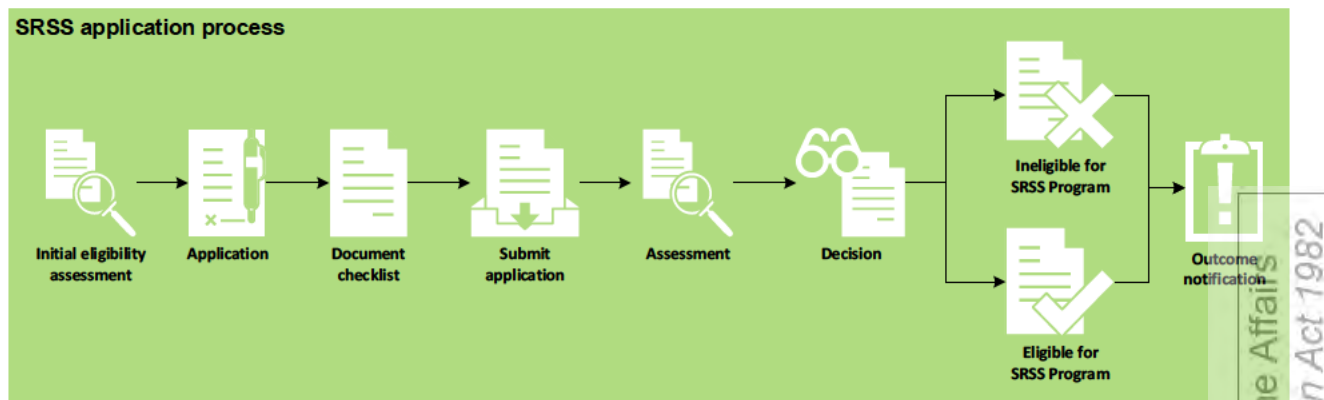 SRSS application process
Initial eligibility
assessment
Application
Document
checklist
Submit
application
Assessment
Decision
Ineligible for
SRSS Program
Eligible for
SRSS Program
Outcome
notification
Affairs
Act 1982